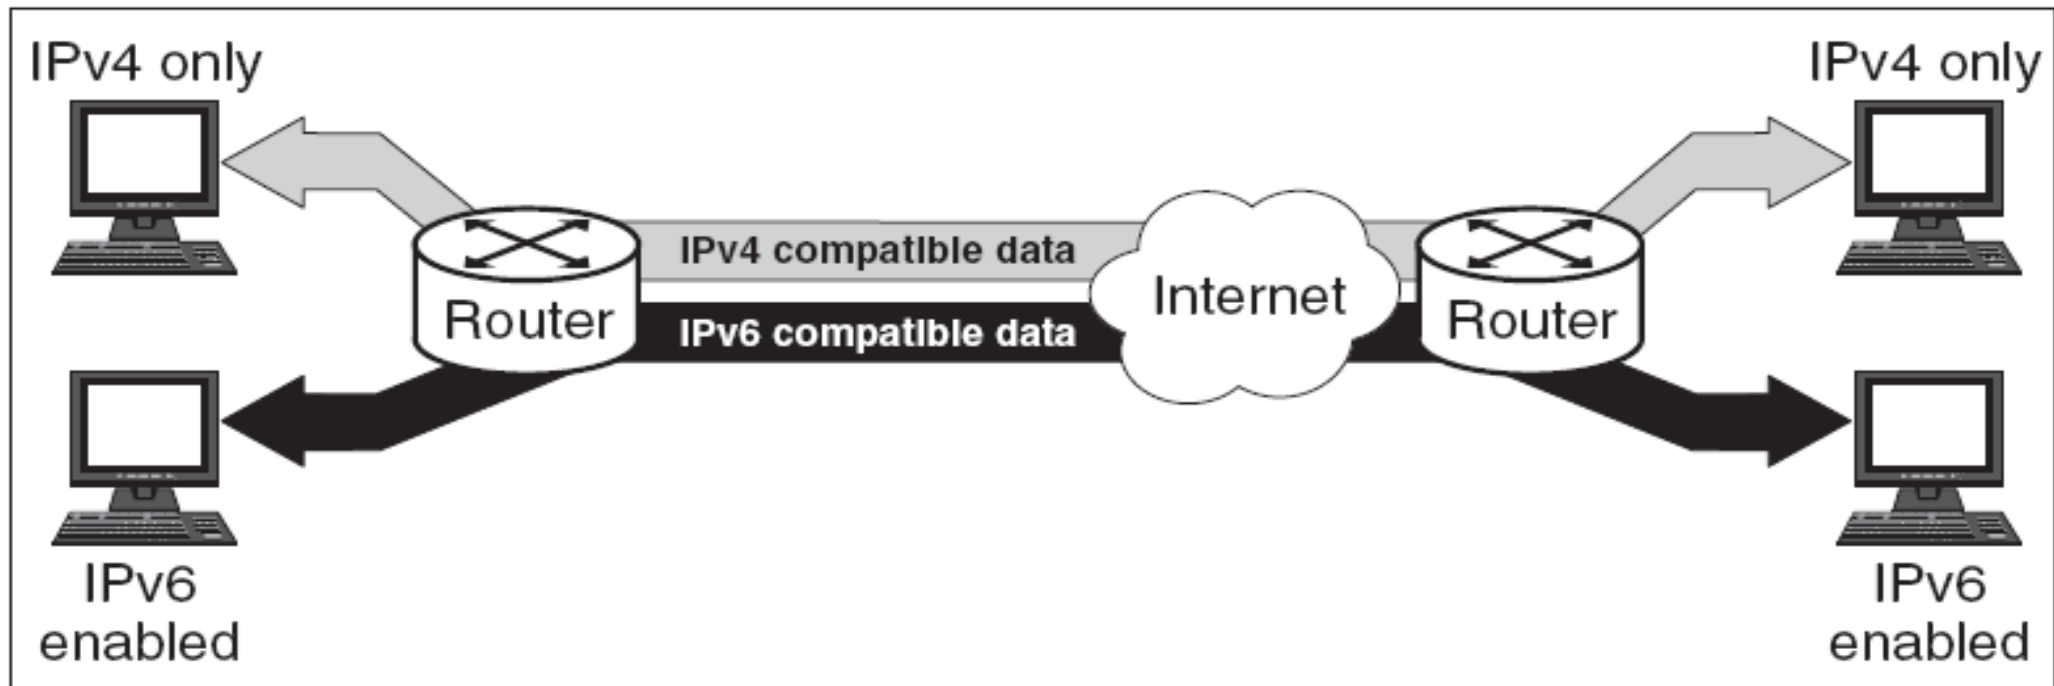 IPv4 only
IPv4 only
IPv4 compatible data
Internet
Router
Router
IPv6 compatible data
IPv6
enabled
IPv6
enabled